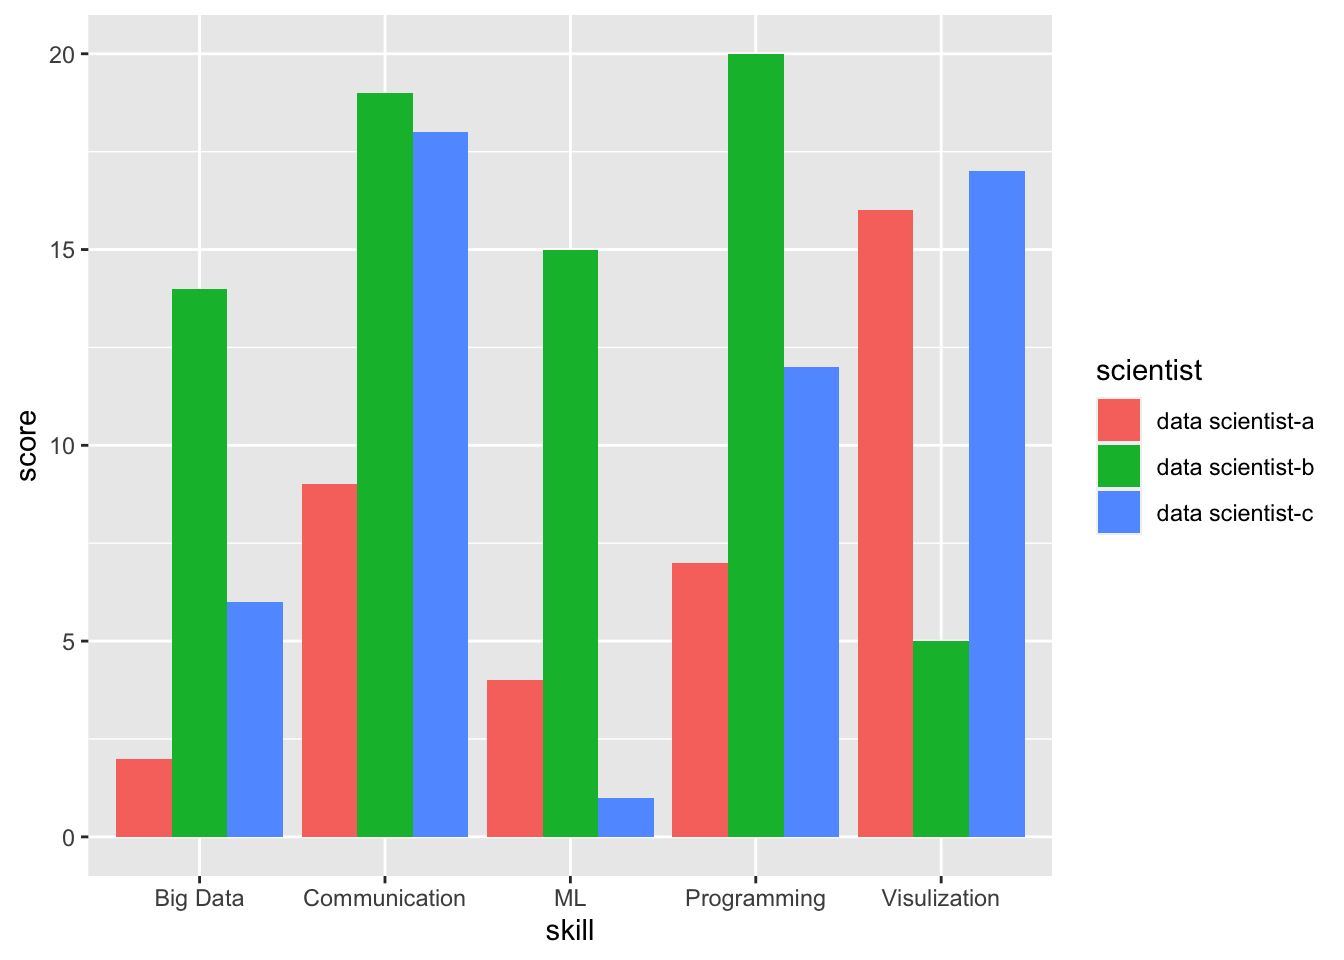 20
15
10
5
0
score
Big Data
Communication
ML
Programming
Visulization
skill
scientist
data scientist-a
data scientist-b
data scientist-c